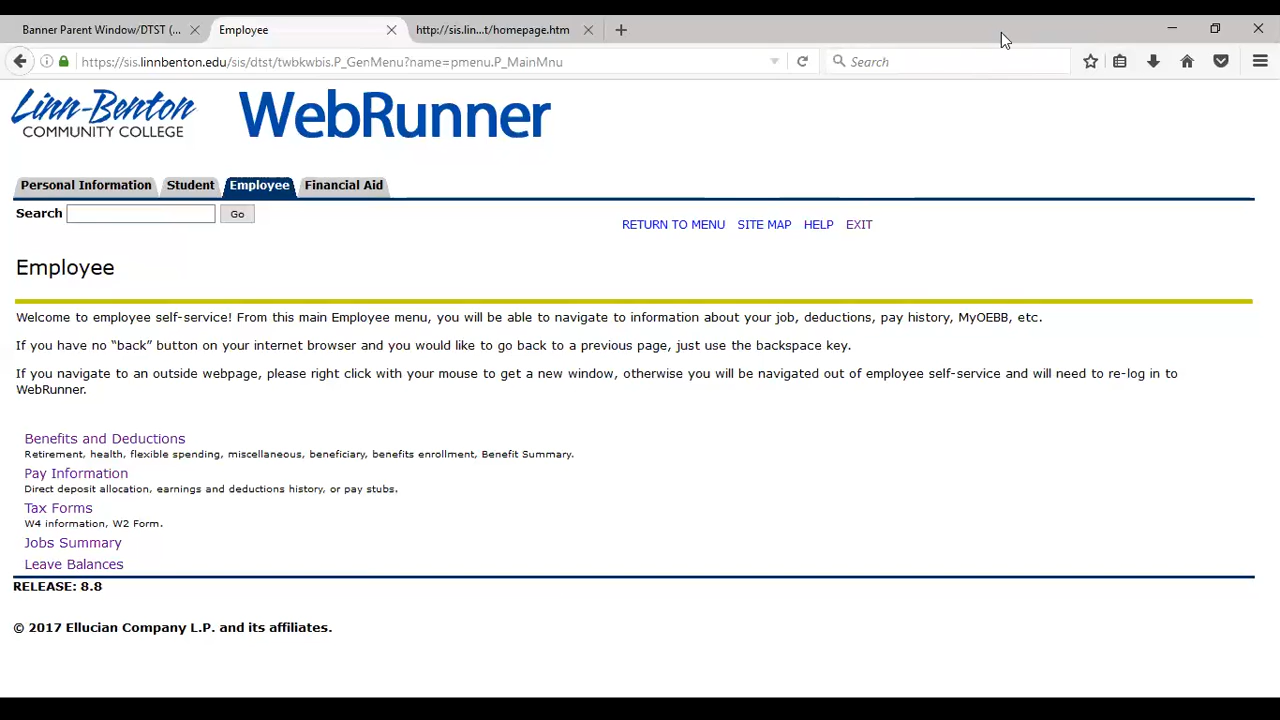 Banner Parent Window/DTST (...
Employee
http://sis.lin...t/homepage.htm
https://sis.linnbenton.edu/sis/dtst/twbkwbis.P_GenMenu?name=pmenu.P_MainMnu
Search
Linn-Benton
COMMUNITY COLLEGE
WebRunner
Personal Information Student Employee Financial Aid
Search Go
RETURN TO MENU SITE MAP HELP EXIT
Employee
Welcome to employee self-service! From this main Employee menu, you will be able to navigate to information about your job, deductions, pay history, MyOEBB, etc.
If you have no “back” button on your internet browser and you would like to go back to a previous page, just use the backspace key.
If you navigate to an outside webpage, please right click with your mouse to get a new window, otherwise you will be navigated out of employee self-service and will need to re-log in to
WebRunner.
Benefits and Deductions
Retirement, health, flexible spending, miscellaneous, beneficiary, benefits enrollment, Benefit Summary.
Pay Information
Direct deposit allocation, earnings and deductions history, or pay stubs.
Tax Forms
W4 information, W2 Form.
Jobs Summary
Leave Balances
RELEASE: 8.8
© 2017 Ellucian Company L.P. and its affiliates.